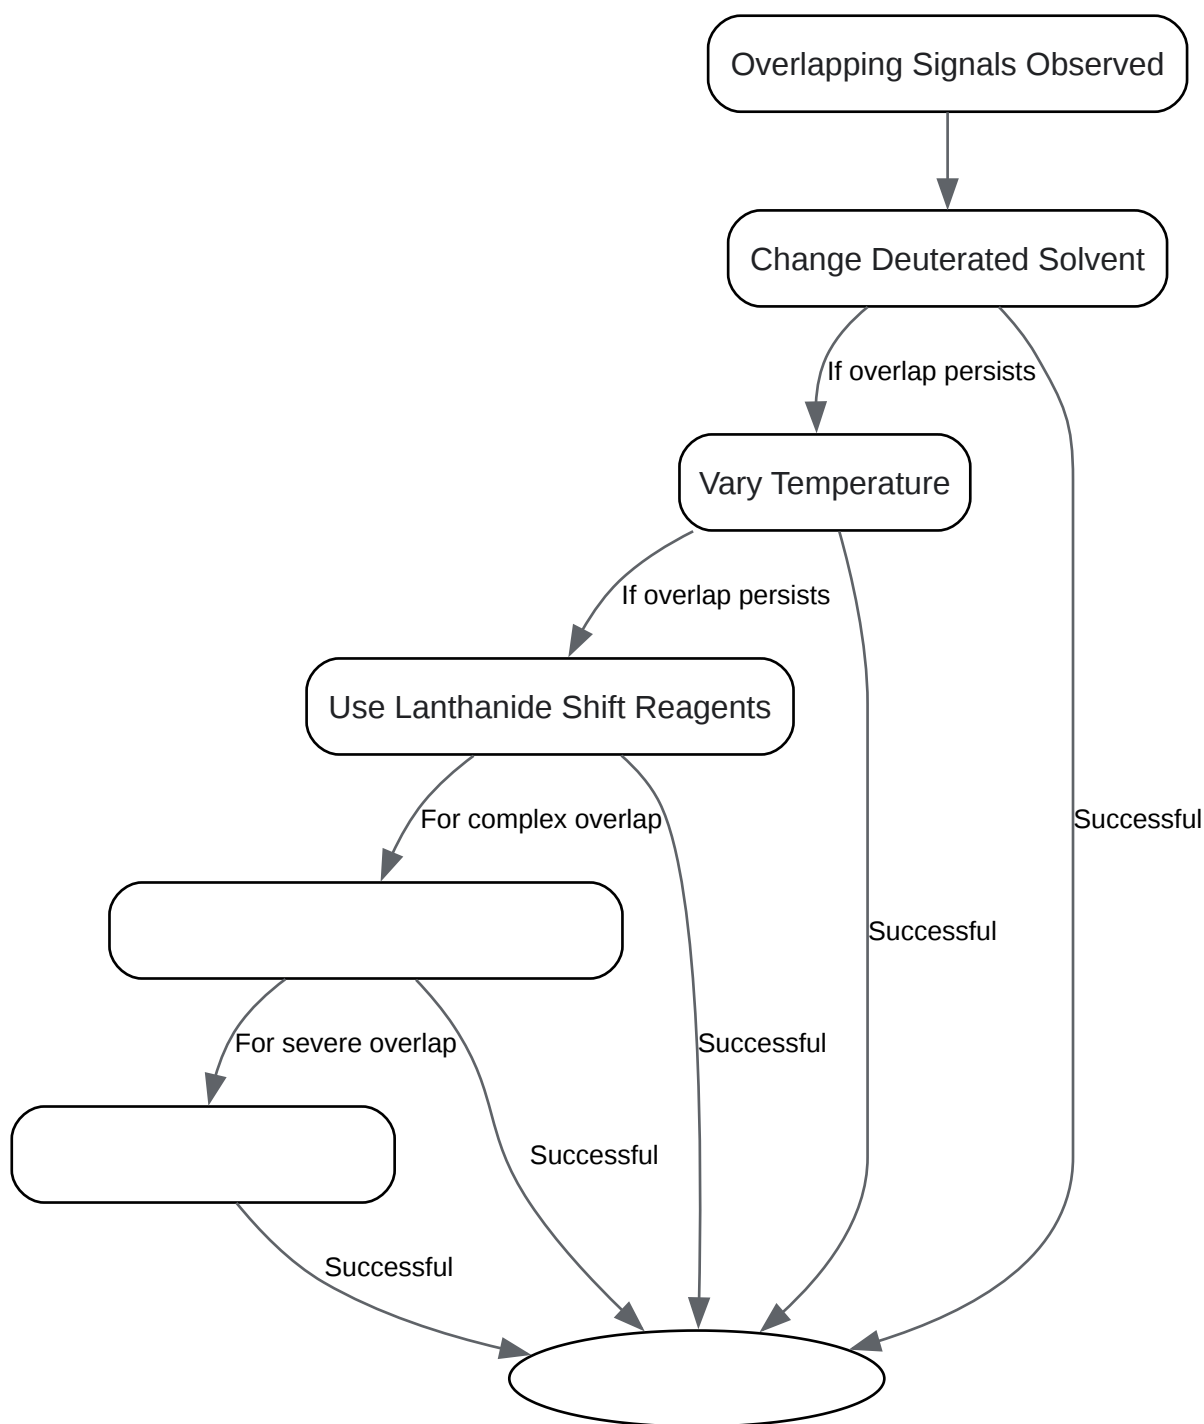 Overlapping Signals Observed
Change Deuterated Solvent
If overlap persists
Vary Temperature
If overlap persists
Use Lanthanide Shift Reagents
For complex overlap
Successful
Successful
For severe overlap
Successful
Successful
Successful